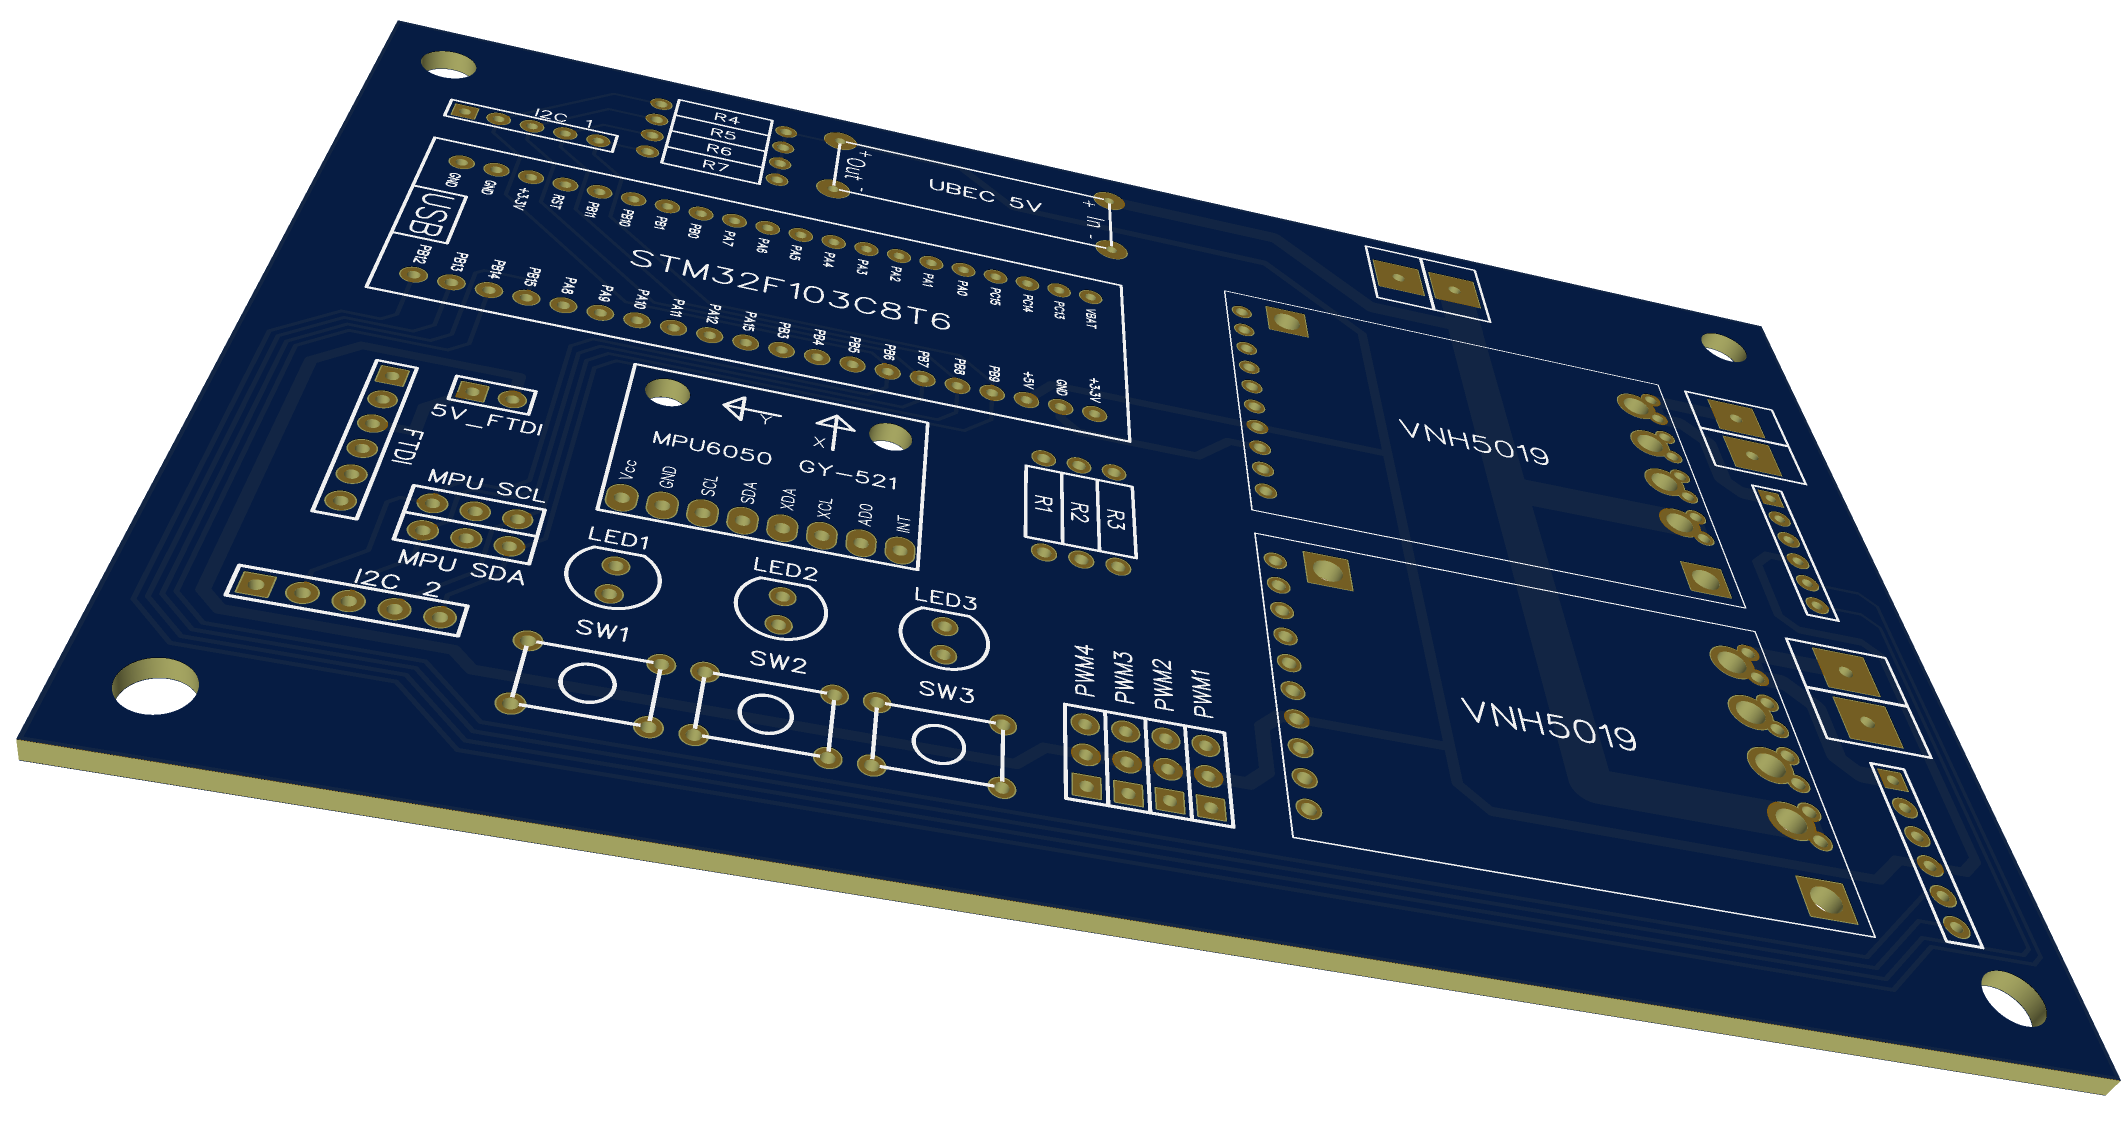 I2C 1
R4
R5
R6
R7
+ Out -
UBEC 5V
+ In -
GND
GND
+3.3V
RST
PB11
PB10
PB1
PB0
PA7
PA6
PA5
PA4
PA3
PA2
PA1
PA0
PC15
PC14
PC13
VBAT
USB
STM32F103C8T6
PB12
PB13
PB14
PB15
PA8
PA9
PA10
PA11
PA12
PA15
PB3
PB4
PB5
PB6
PB7
PB8
PB9
+5V
GND
+3.3V
5V_FTDI
FTDI
Y
X
MPU6050
GY-521
Vcc
GND
SCL
SDA
XDA
XCL
AD0
INT
MPU SCL
MPU SDA
I2C 2
R1
R2
R3
LED1
LED2
LED3
SW1
SW2
SW3
PWM4
PWM3
PWM2
PWM1
VNH5019
VNH5019